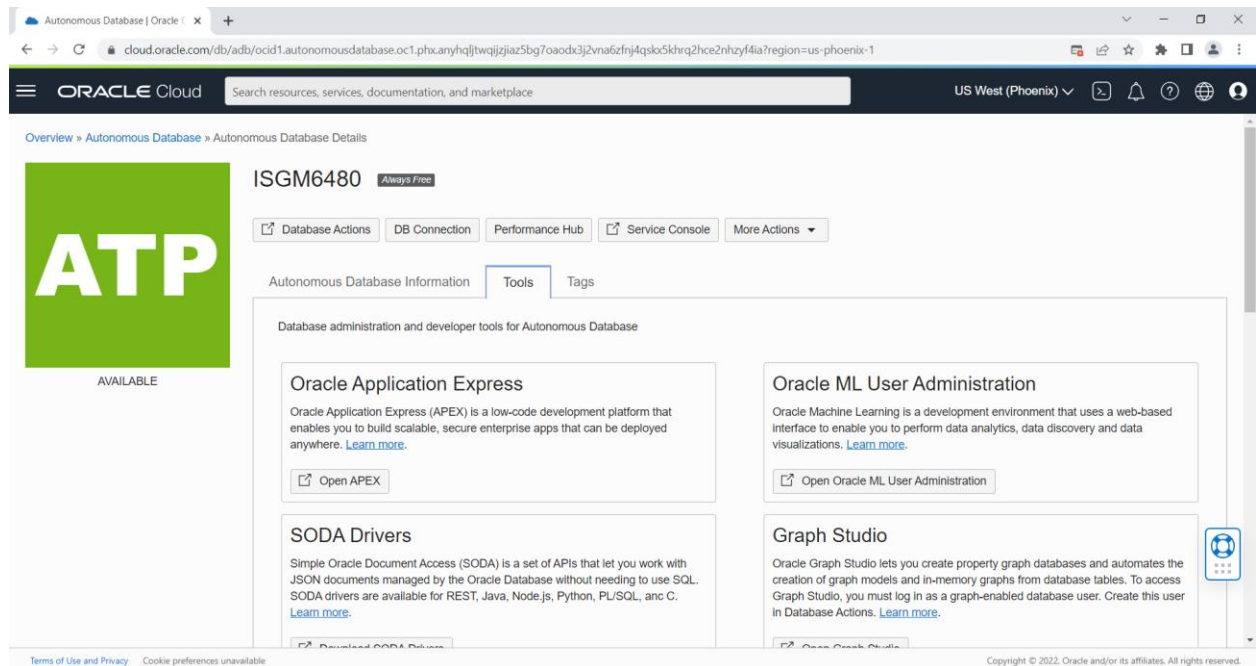 Autonomous Database | Oracle C
cloud.oracle.com/db/adb/ocid1.autonomousdatabase.oc1.phx.anyhqljtwqijzjiaz5bg7oaodx3j2vna6zfnj4qskx5khrq2hce2nhzyf4ia?region=us-phoenix-1
ORACLE Cloud
Search resources, services, documentation, and marketplace
US West (Phoenix)
Overview » Autonomous Database » Autonomous Database Details
ATP
AVAILABLE
ISGM6480 Always Free
Database Actions DB Connection Performance Hub Service Console More Actions
Autonomous Database Information Tools Tags
Database administration and developer tools for Autonomous Database
Oracle Application Express
Oracle Application Express (APEX) is a low-code development platform that
enables you to build scalable, secure enterprise apps that can be deployed
anywhere. Learn more.
Open APEX
Oracle ML User Administration
Oracle Machine Learning is a development environment that uses a web-based
interface to enable you to perform data analytics, data discovery and data
visualizations. Learn more.
Open Oracle ML User Administration
SODA Drivers
Simple Oracle Document Access (SODA) is a set of APIs that let you work with
JSON documents managed by the Oracle Database without needing to use SQL.
SODA drivers are available for REST, Java, Node.js, Python, PL/SQL, anc C.
Learn more.
Download SODA Drivers
Graph Studio
Oracle Graph Studio lets you create property graph databases and automates the
creation of graph models and in-memory graphs from database tables. To access
Graph Studio, you must log in as a graph-enabled database user. Create this user
in Database Actions. Learn more.
Open Graph Studio
Terms of Use and Privacy Cookie preferences unavailable
Copyright © 2022, Oracle and/or its affiliates. All rights reserved.